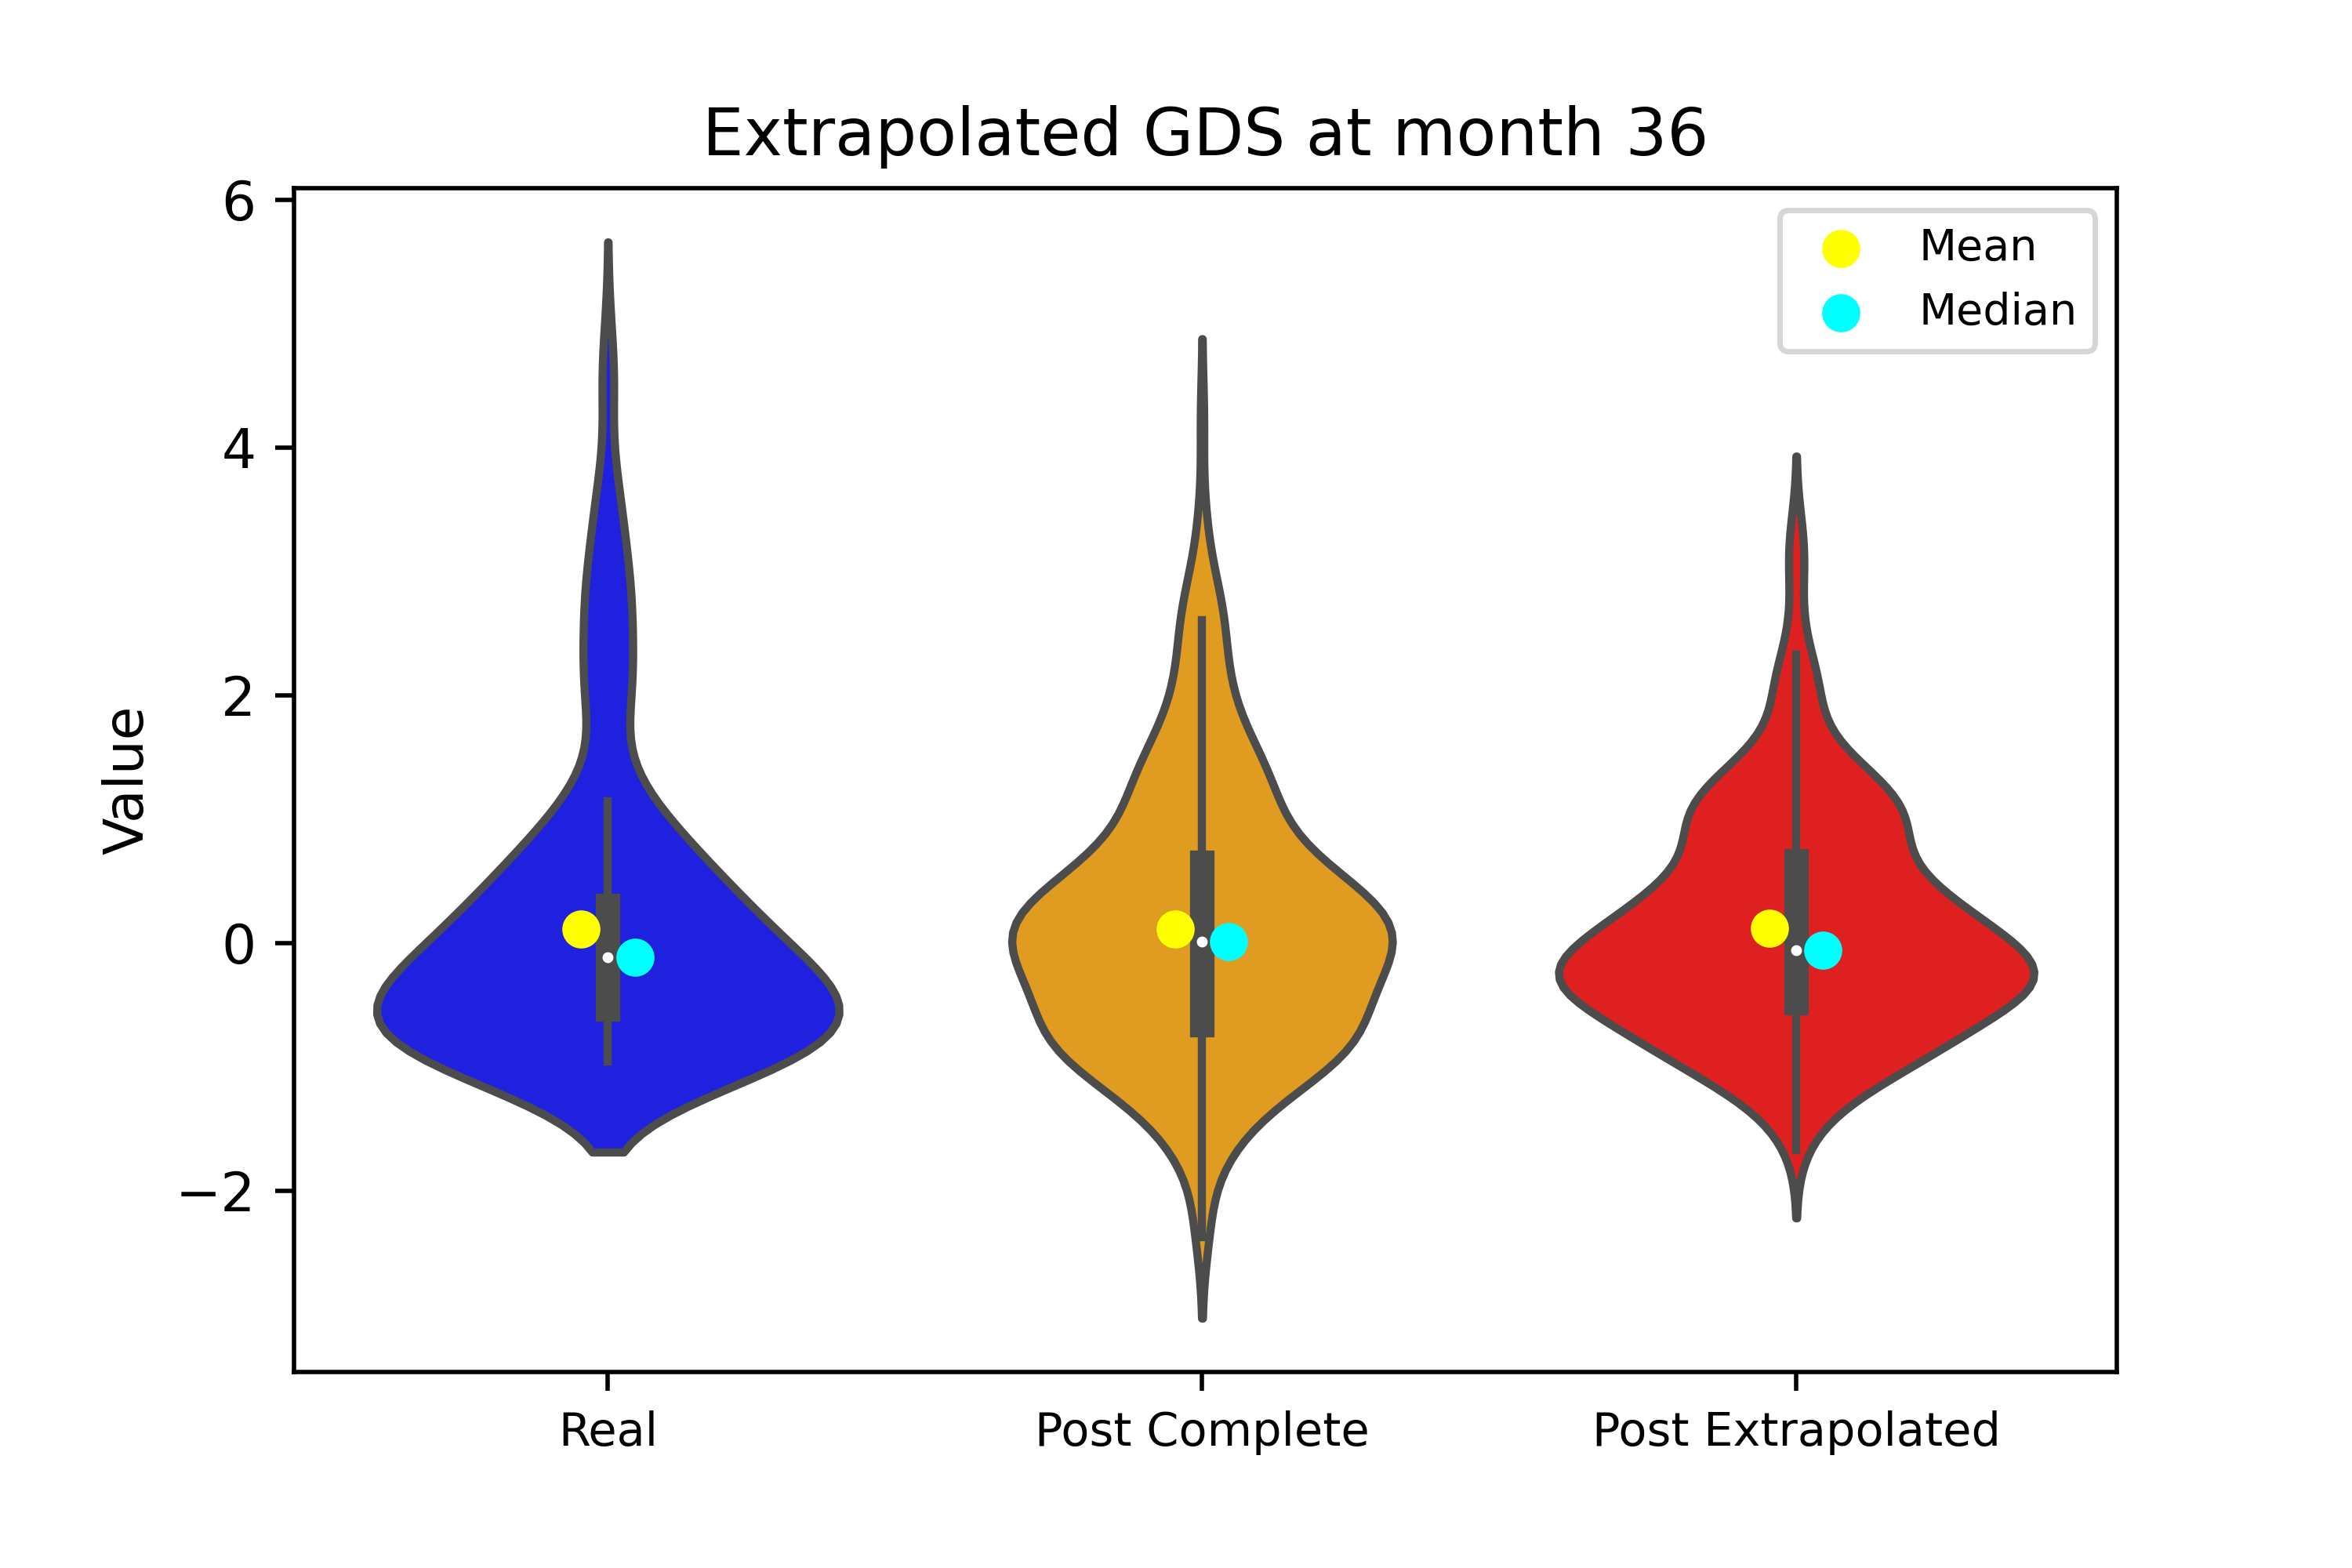 Extrapolated GDS at month 36
6
4
2
0
−2
Value
Mean
Median
Real
Post Complete
Post Extrapolated